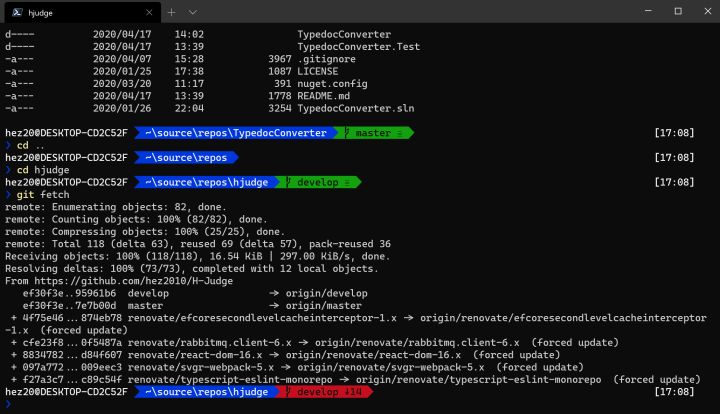 hjudge
d---- 2020/04/17 14:02 TypedocConverter
d---- 2020/04/17 13:39 TypedocConverter.Test
-a--- 2020/04/07 15:28 3967 .gitignore
-a--- 2020/01/25 17:38 1087 LICENSE
-a--- 2020/03/20 11:17 391 nuget.config
-a--- 2020/04/17 13:39 1778 README.md
-a--- 2020/01/26 22:04 3254 TypedocConverter.sln
hez20@DESKTOP-CD2C52F ~\source\repos\TypedocConverter master ≡ [17:08]
❯ cd ..
hez20@DESKTOP-CD2C52F ~\source\repos [17:08]
❯ cd hjudge
hez20@DESKTOP-CD2C52F ~\source\repos\hjudge develop ≡ [17:08]
❯ git fetch
remote: Enumerating objects: 82, done.
remote: Counting objects: 100% (82/82), done.
remote: Compressing objects: 100% (25/25), done.
remote: Total 118 (delta 63), reused 69 (delta 57), pack-reused 36
Receiving objects: 100% (118/118), 16.54 KiB | 297.00 KiB/s, done.
Resolving deltas: 100% (73/73), completed with 12 local objects.
From https://github.com/hez2010/H-Judge
ef30f3e..95961b6 develop -> origin/develop
ef30f3e..7e7b00d master -> origin/master
+ 4f75e46...874eb78 renovate/efcoresecondlevelcacheinterceptor-1.x -> origin/renovate/efcoresecondlevelcacheinterceptor
-1.x (forced update)
+ cfe23f8...0f5487a renovate/rabbitmq.client-6.x -> origin/renovate/rabbitmq.client-6.x (forced update)
+ 8834782...d84f607 renovate/react-dom-16.x -> origin/renovate/react-dom-16.x (forced update)
+ 097a772...009eec3 renovate/svgr-webpack-5.x -> origin/renovate/svgr-webpack-5.x (forced update)
+ f27a3c7...c89c54f renovate/typescript-eslint-monorepo -> origin/renovate/typescript-eslint-monorepo (forced update)
hez20@DESKTOP-CD2C52F ~\source\repos\hjudge develop ↓14 [17:08]
❯